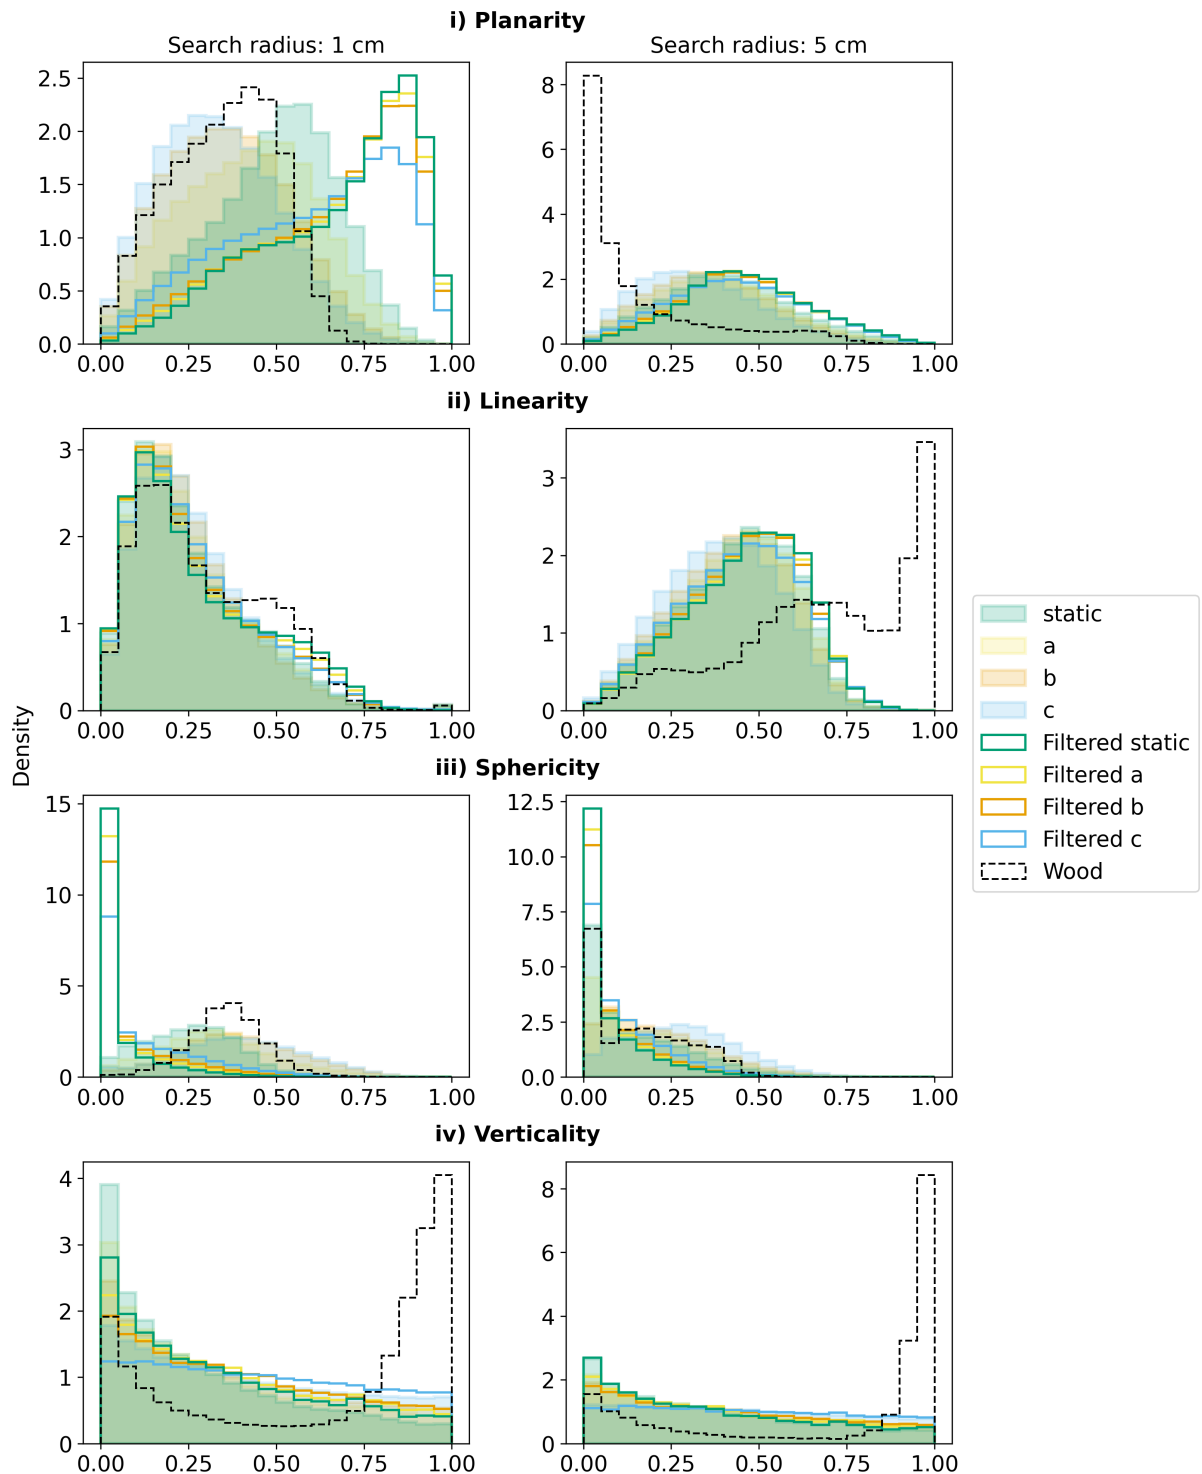 i) Planarity
Search radius: 1 cm
Search radius: 5 cm
2.5
2.0
1.5
1.0
0.5
0.0
0.00 0.25 0.50 0.75 1.00
8
6
4
2
0
0.00 0.25 0.50 0.75 1.00
ii) Linearity
3
2
1
0
0.00 0.25 0.50 0.75 1.00
3
2
1
0
0.00 0.25 0.50 0.75 1.00
Density
iii) Sphericity
15
10
5
0
0.00 0.25 0.50 0.75 1.00
12.5
10.0
7.5
5.0
2.5
0.0
0.00 0.25 0.50 0.75 1.00
iv) Verticality
4
3
2
1
0
0.00 0.25 0.50 0.75 1.00
8
6
4
2
0
0.00 0.25 0.50 0.75 1.00
static
a
b
c
Filtered static
Filtered a
Filtered b
Filtered c
Wood